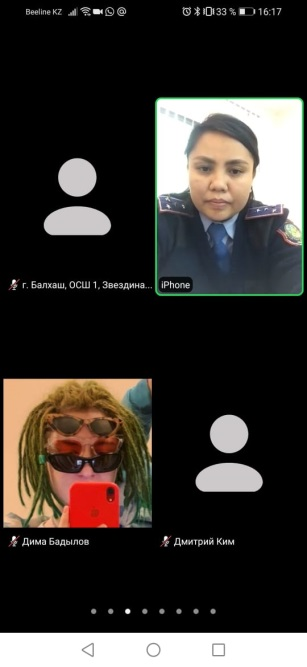 Beeline KZ
33 %
16:17
г. Балхаш, ОСШ 1, Звездина...
iPhone
Дима Бадылов
Дмитрий Ким